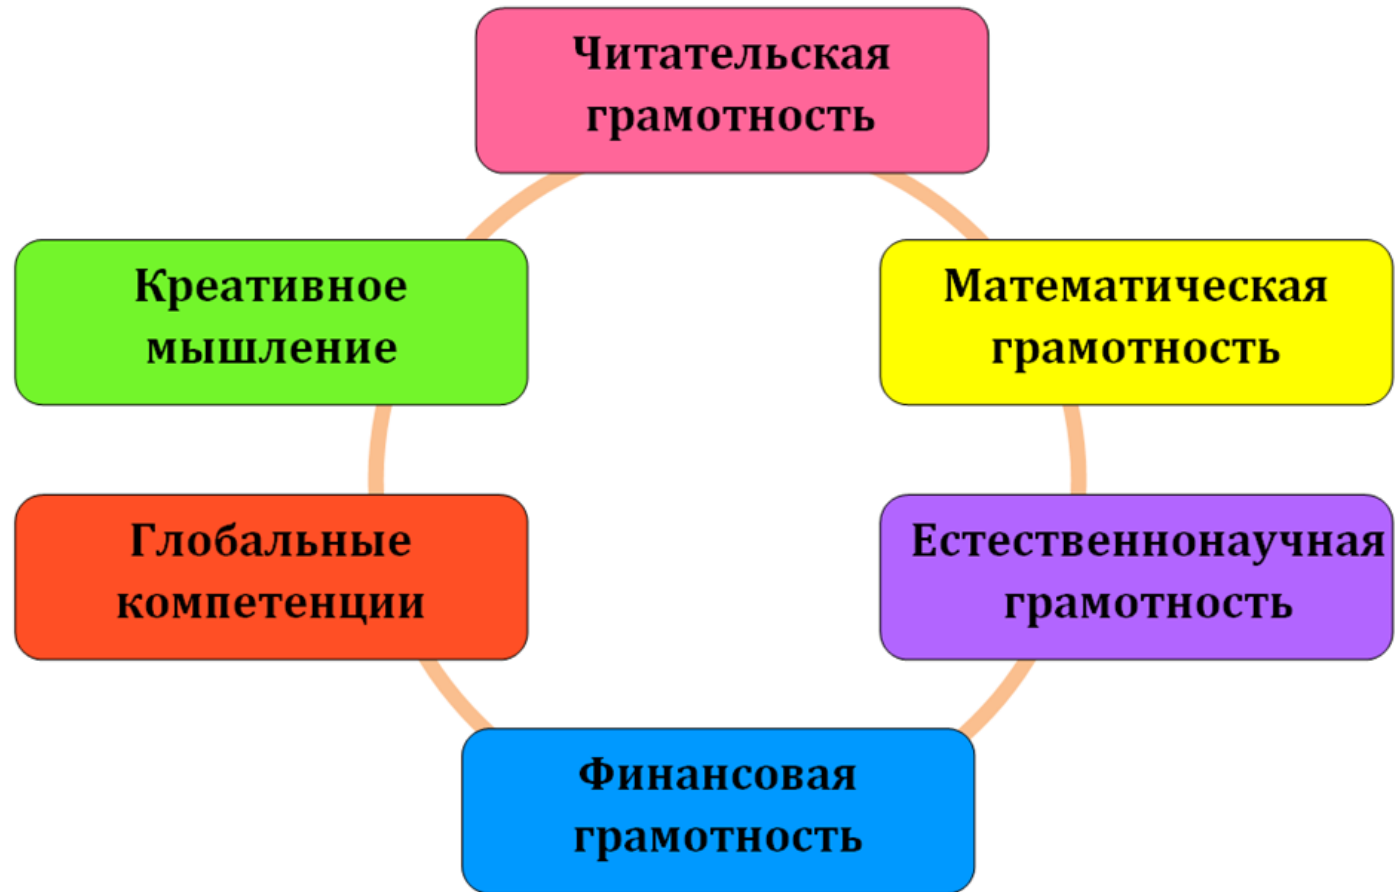 Читательская
грамотность
Креативное
мышление
Математическая
грамотность
Глобальные
компетенции
Естественнонаучная
грамотность
Финансовая
грамотность